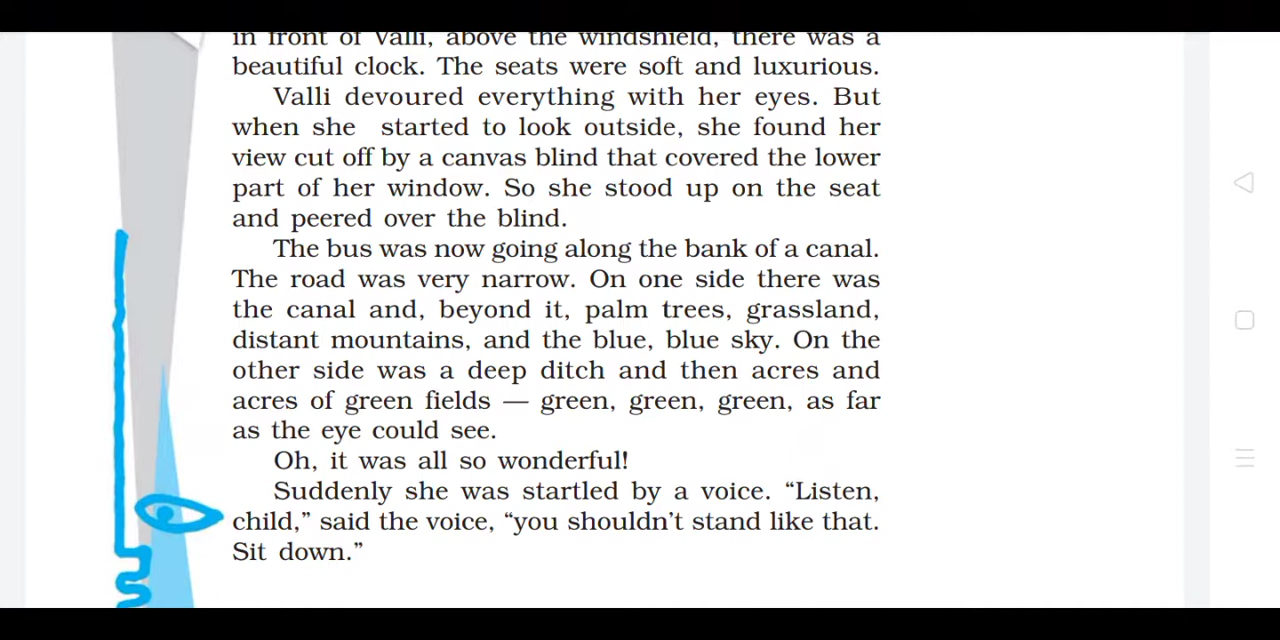 in front of Valli, above the windshield, there was a
beautiful clock. The seats were soft and luxurious.
Valli devoured everything with her eyes. But
when she started to look outside, she found her
view cut off by a canvas blind that covered the lower
part of her window. So she stood up on the seat
and peered over the blind.
The bus was now going along the bank of a canal.
The road was very narrow. On one side there was
the canal and, beyond it, palm trees, grassland,
distant mountains, and the blue, blue sky. On the
other side was a deep ditch and then acres and
acres of green fields — green, green, green, as far
as the eye could see.
Oh, it was all so wonderful!
Suddenly she was startled by a voice. “Listen,
child,” said the voice, “you shouldn’t stand like that.
Sit down.”